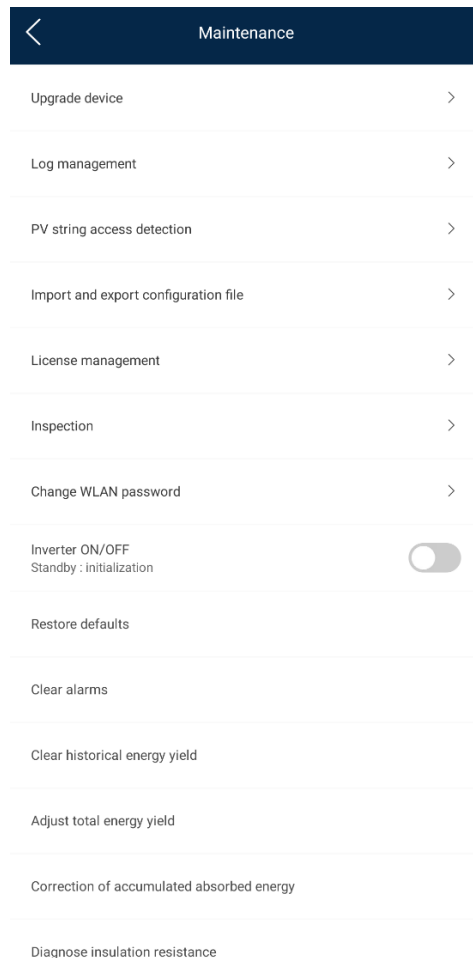 Maintenance
Upgrade device
Log management
PV string access detection
Import and export configuration file
License management
Inspection
Change WLAN password
Inverter ON/OFF
Standby : initialization
Restore defaults
Clear alarms
Clear historical energy yield
Adjust total energy yield
Correction of accumulated absorbed energy
Diagnose insulation resistance